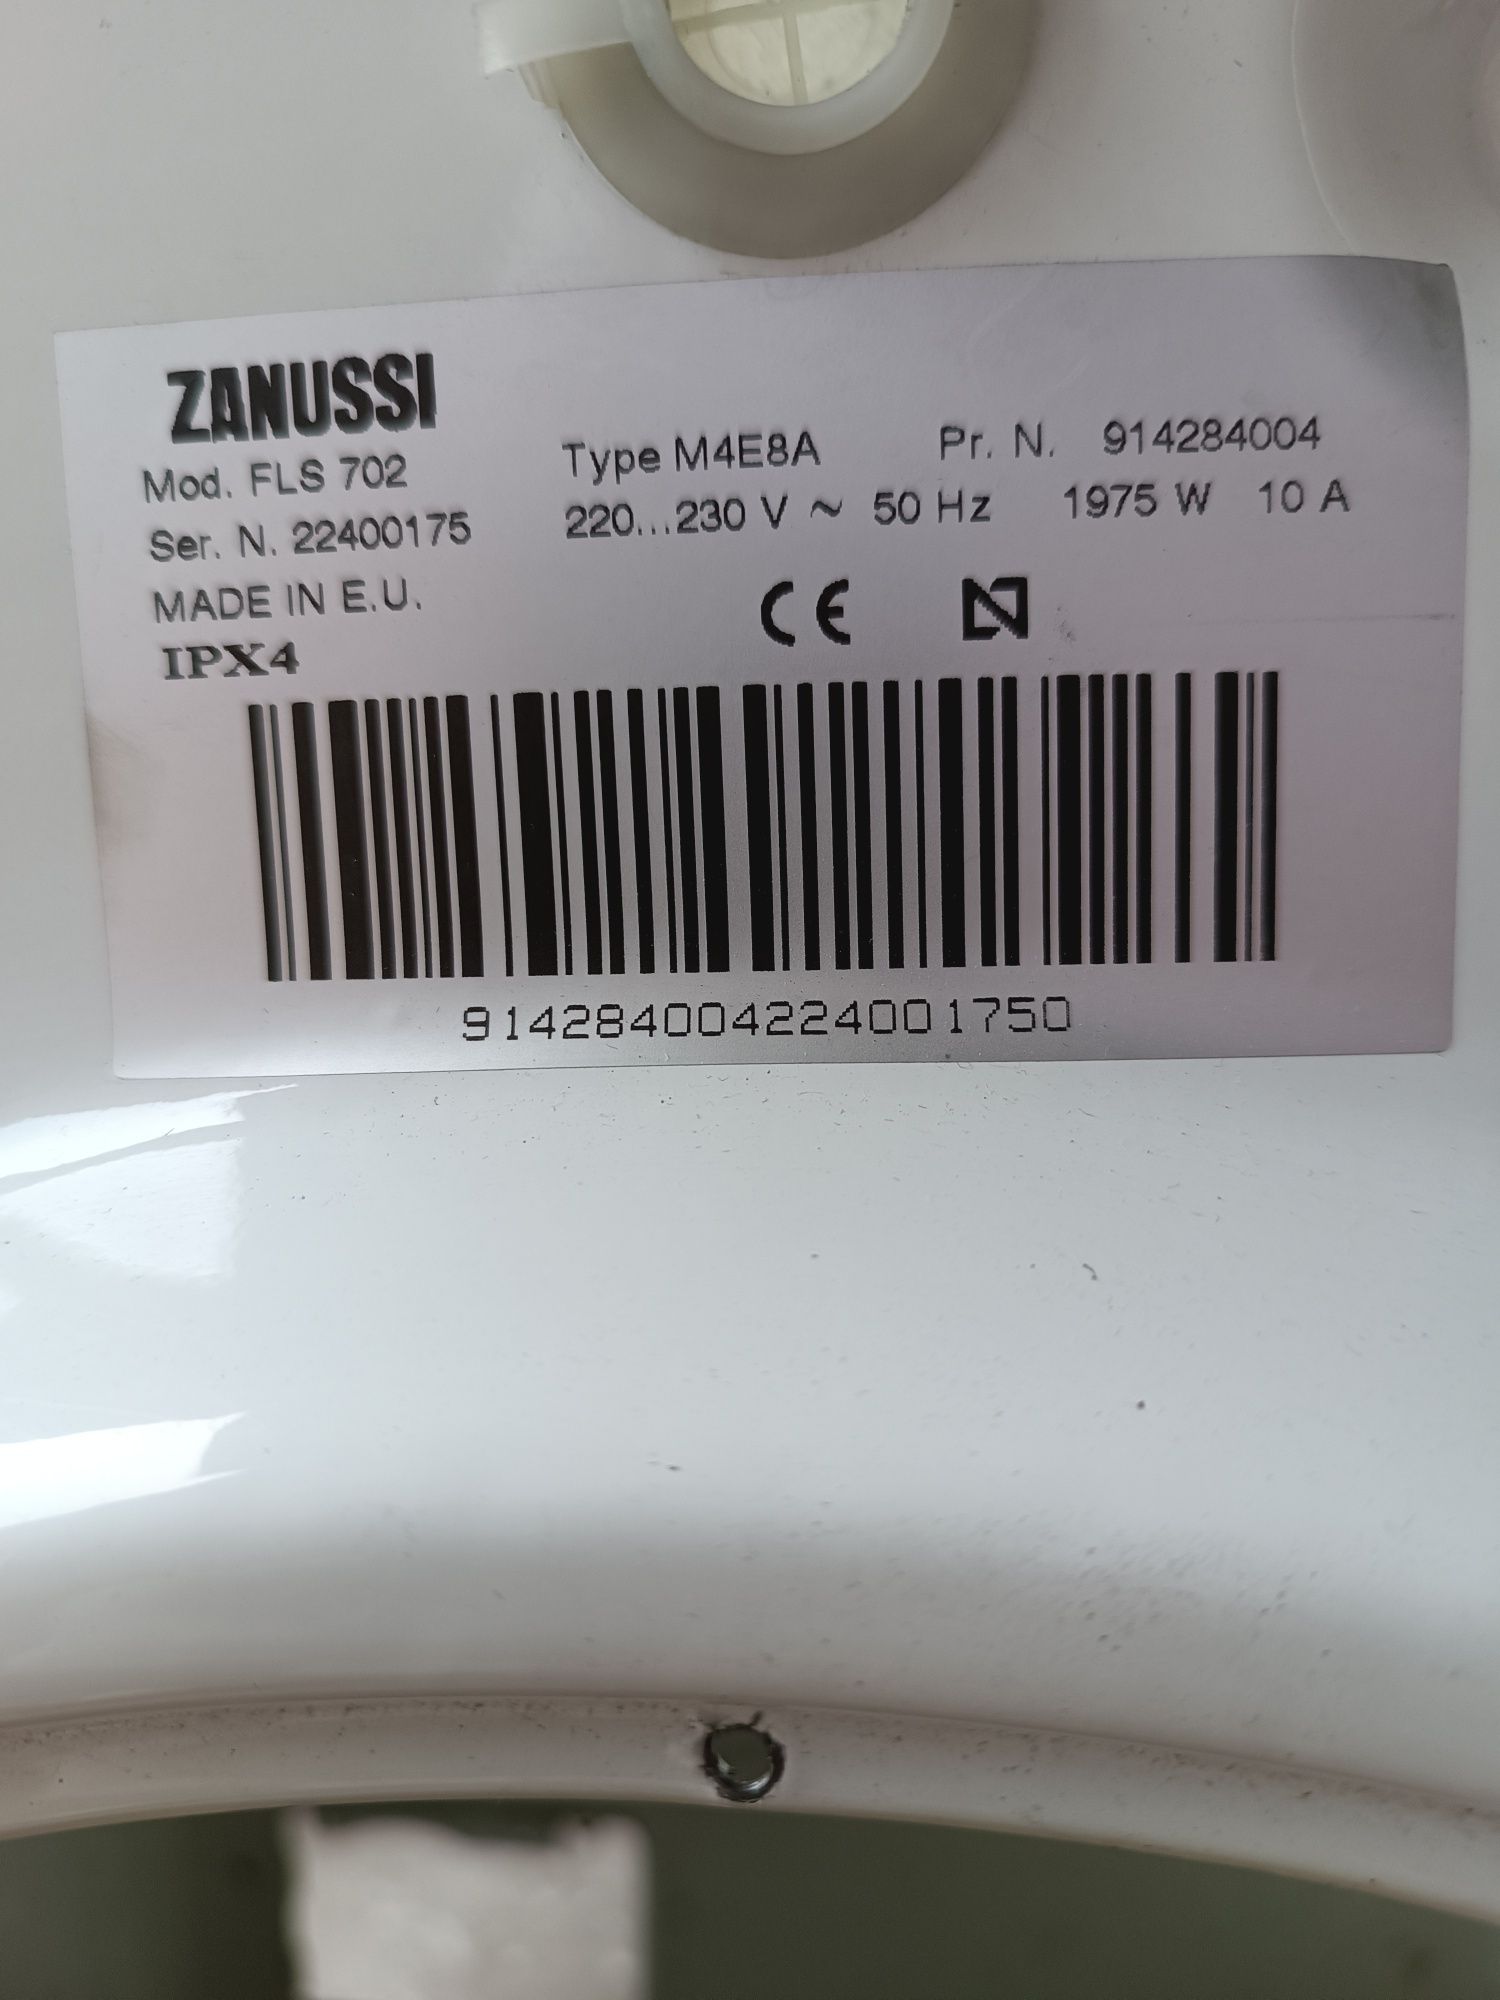 ZANUSSI
Mod. FLS 702 Type M4E8A Pr. N. 914284004
Ser. N. 22400175 220...230 V ~ 50 Hz 1975 W 10 A
MADE IN E.U.
IPX4
CE
914284004224001750